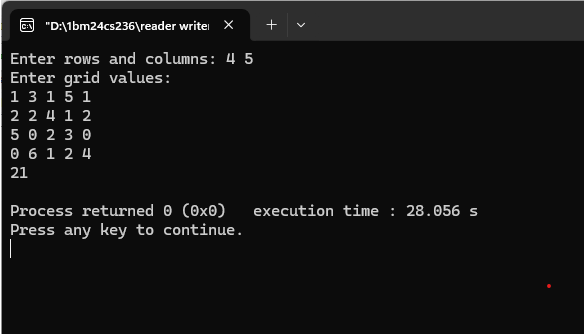 "D:\1bm24cs236\reader writer
Enter rows and columns: 4 5
Enter grid values:
1 3 1 5 1
2 2 4 1 2
5 0 2 3 0
0 6 1 2 4
21
Process returned 0 (0x0)   execution time : 28.056 s
Press any key to continue.